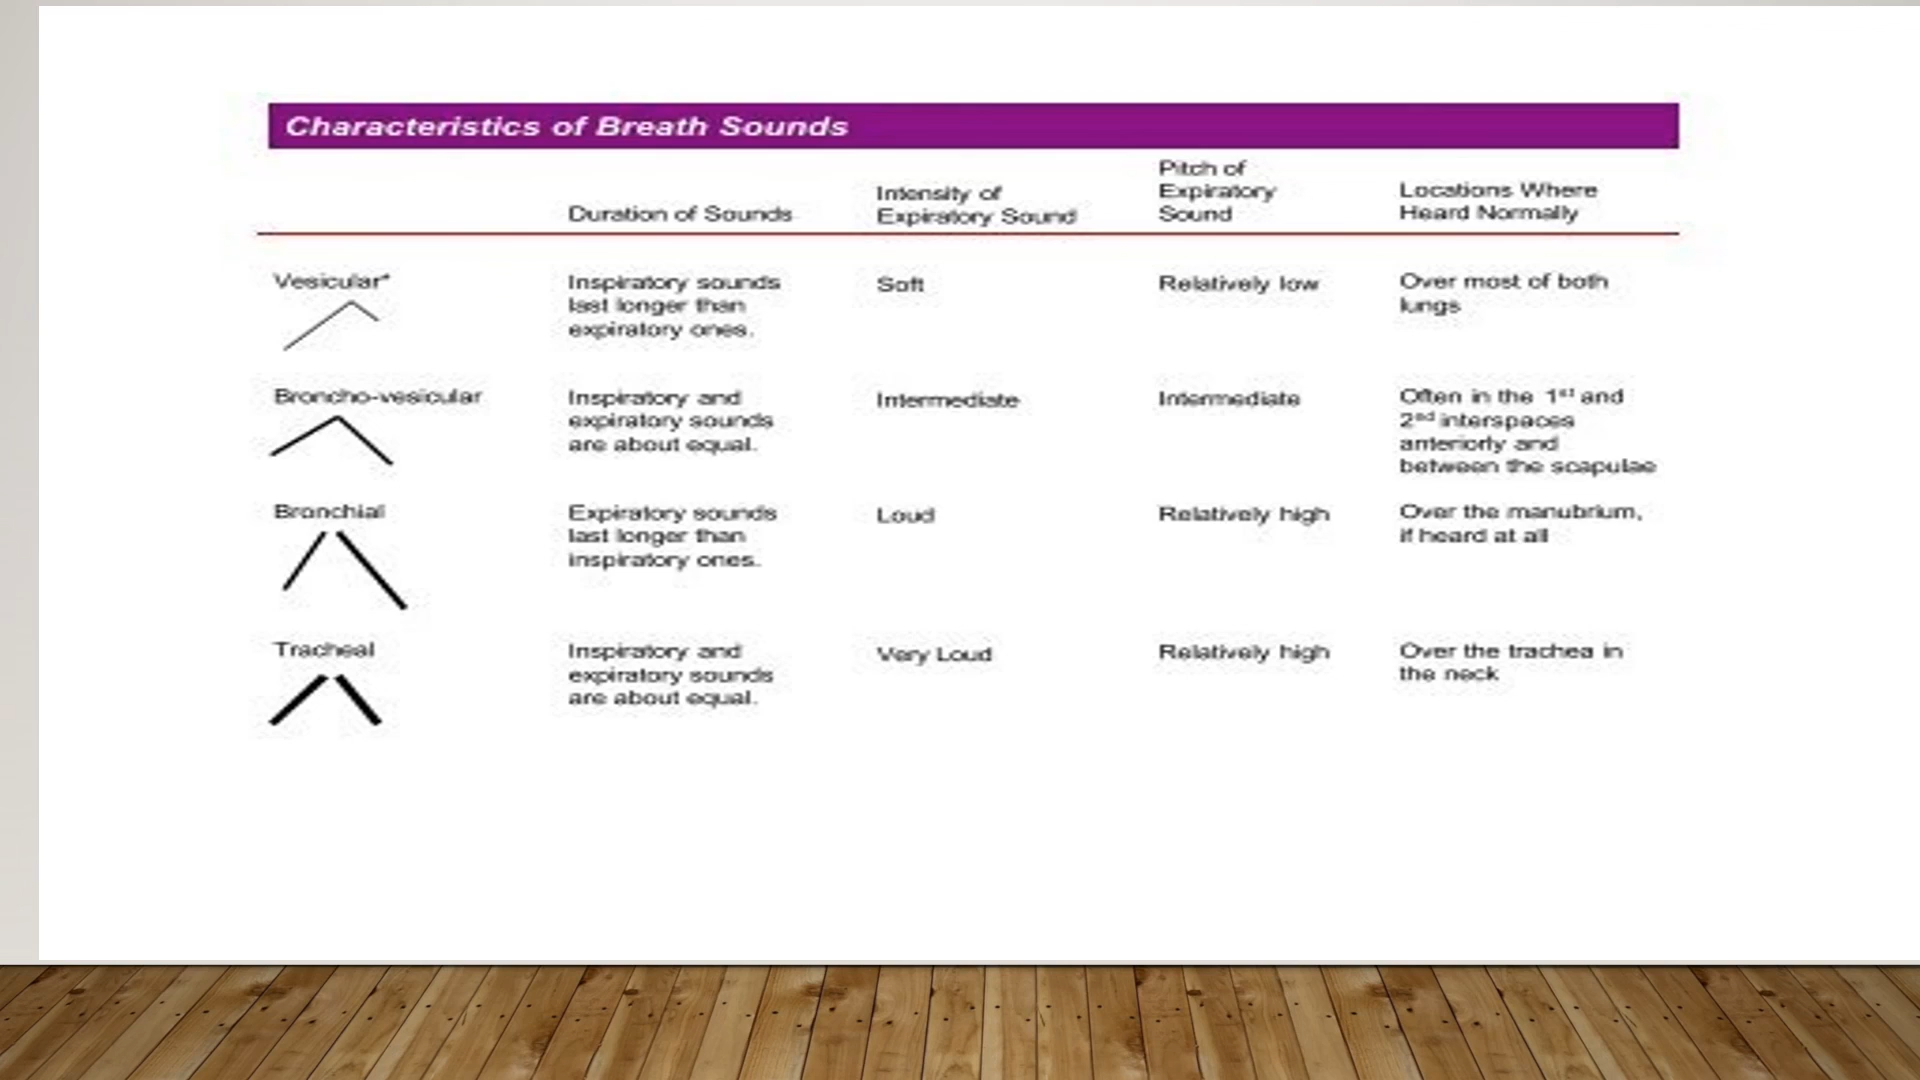 Characteristics of Breath Sounds
Duration of Sounds
Intensity of
Expiratory Sound
Pitch of
Expiratory
Sound
Locations Where
Heard Normally
Vesicular*
Inspiratory sounds
last longer than
expiratory ones.
Soft
Relatively low
Over most of both
lungs
Broncho-vesicular
Inspiratory and
expiratory sounds
are about equal.
Intermediate
Intermediate
Often in the 1st and
2nd interspaces
anteriorly and
between the scapulae
Bronchial
Expiratory sounds
last longer than
inspiratory ones.
Loud
Relatively high
Over the manubrium,
if heard at all
Tracheal
Inspiratory and
expiratory sounds
are about equal.
Very Loud
Relatively high
Over the trachea in
the neck